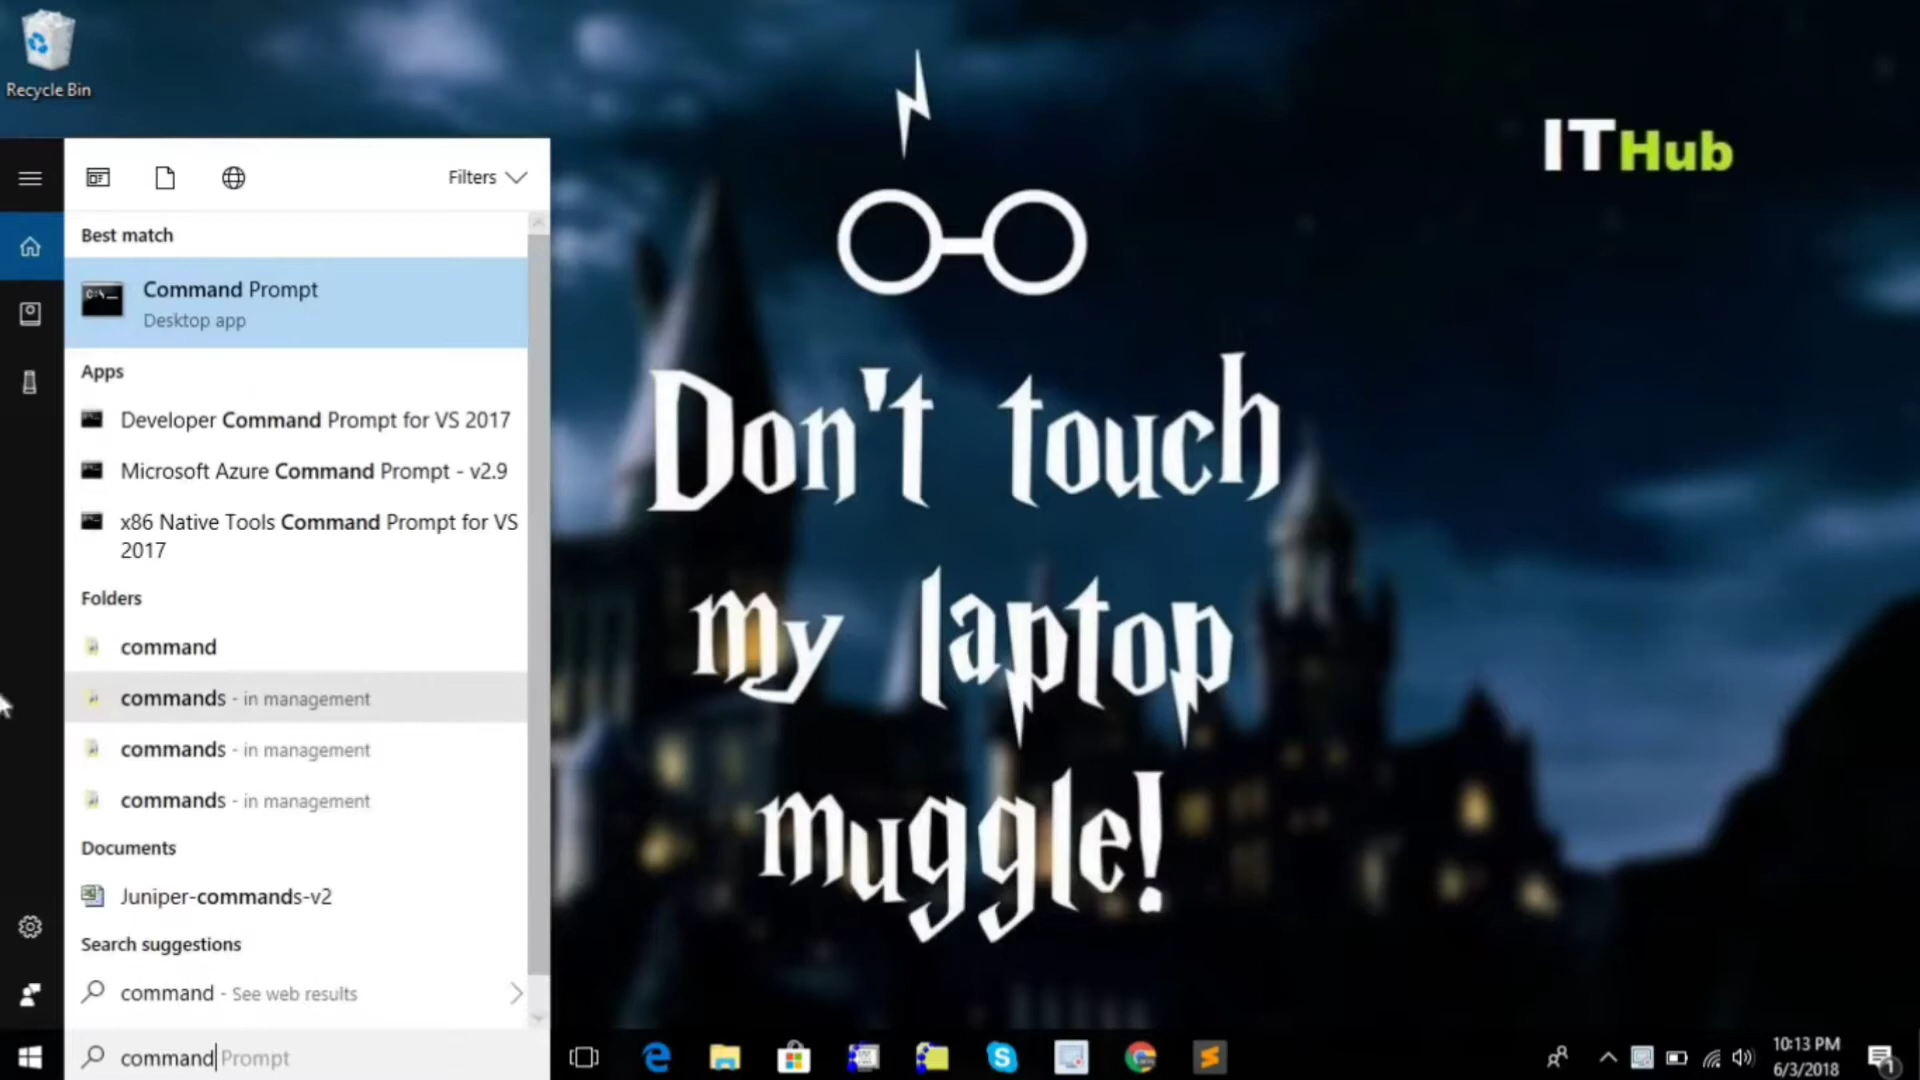 Recycle Bin
Filters
Best match
Command Prompt
Desktop app
Apps
Developer Command Prompt for VS 2017
Microsoft Azure Command Prompt - v2.9
x86 Native Tools Command Prompt for VS
2017
Folders
command
commands - in management
commands - in management
commands - in management
Documents
Juniper-commands-v2
Search suggestions
command - See web results
command Prompt
ITHub
Don't touch
my laptop
muggle!
10:13 PM
6/3/2018
1